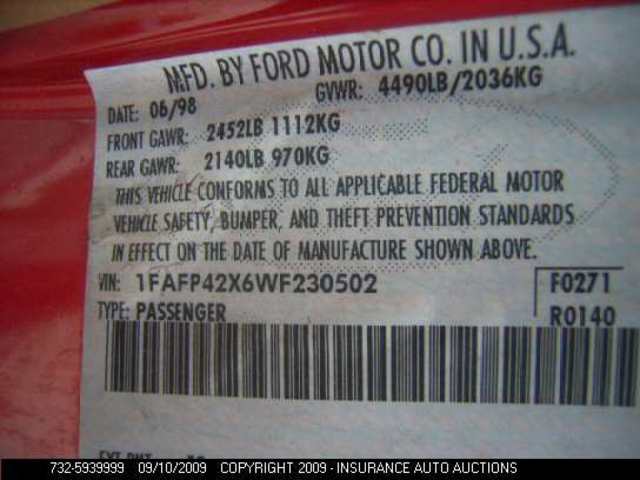 MFD. BY FORD MOTOR CO. IN U.S.A.
DATE: 06/98 GVWR: 4490LB/2036KG
FRONT GAWR: 2452LB 1112KG
REAR GAWR: 2140LB 970KG
THIS VEHICLE CONFORMS TO ALL APPLICABLE FEDERAL MOTOR
VEHICLE SAFETY, BUMPER, AND THEFT PREVENTION STANDARDS
IN EFFECT ON THE DATE OF MANUFACTURE SHOWN ABOVE.
VIN: 1FAFP42X6WF230502 F0271
TYPE: PASSENGER R0140
732-5939999 09/10/2009 COPYRIGHT 2009 - INSURANCE AUTO AUCTIONS